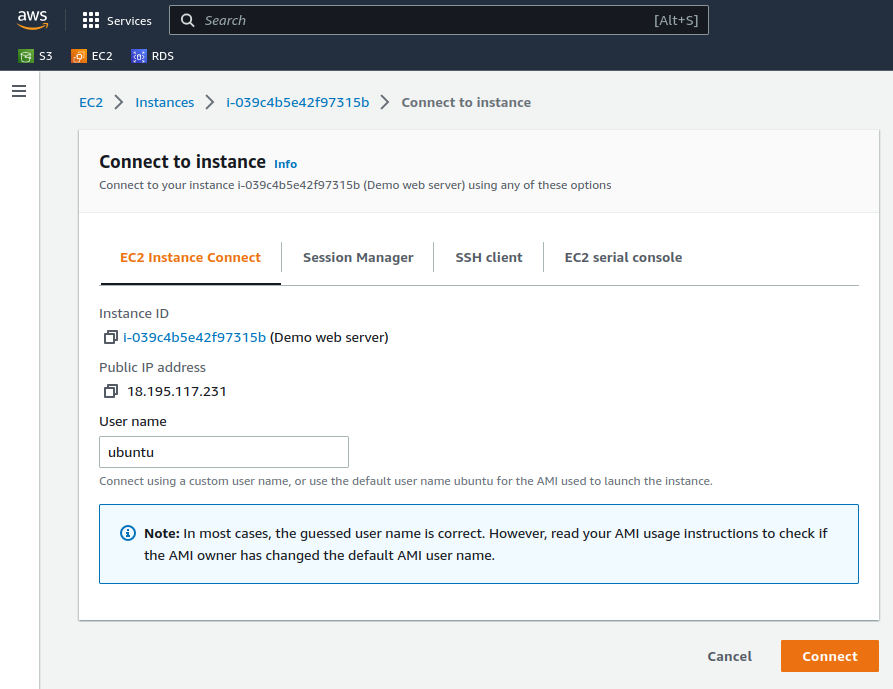 aws Services Search [Alt+S]
S3 EC2 RDS
EC2 Instances i-039c4b5e42f97315b Connect to instance
Connect to instance Info
Connect to your instance i-039c4b5e42f97315b (Demo web server) using any of these options
EC2 Instance Connect Session Manager SSH client EC2 serial console
Instance ID
i-039c4b5e42f97315b (Demo web server)
Public IP address
18.195.117.231
User name
ubuntu
Connect using a custom user name, or use the default user name ubuntu for the AMI used to launch the instance.
Note: In most cases, the guessed user name is correct. However, read your AMI usage instructions to check if
the AMI owner has changed the default AMI user name.
Cancel Connect